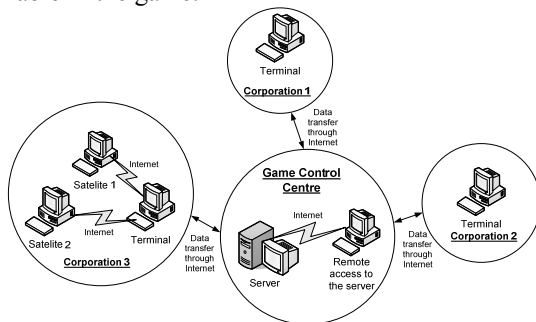 Terminal
Corporation 1
Data
transfer
through
Internet
Internet
Satelite 1
Internet
Satelite 2
Terminal
Corporation 3
Data
transfer
through
Internet
Game Control
Centre
Internet
Server
Remote
access to
the server
Data
transfer
through
Internet
Terminal
Corporation 2